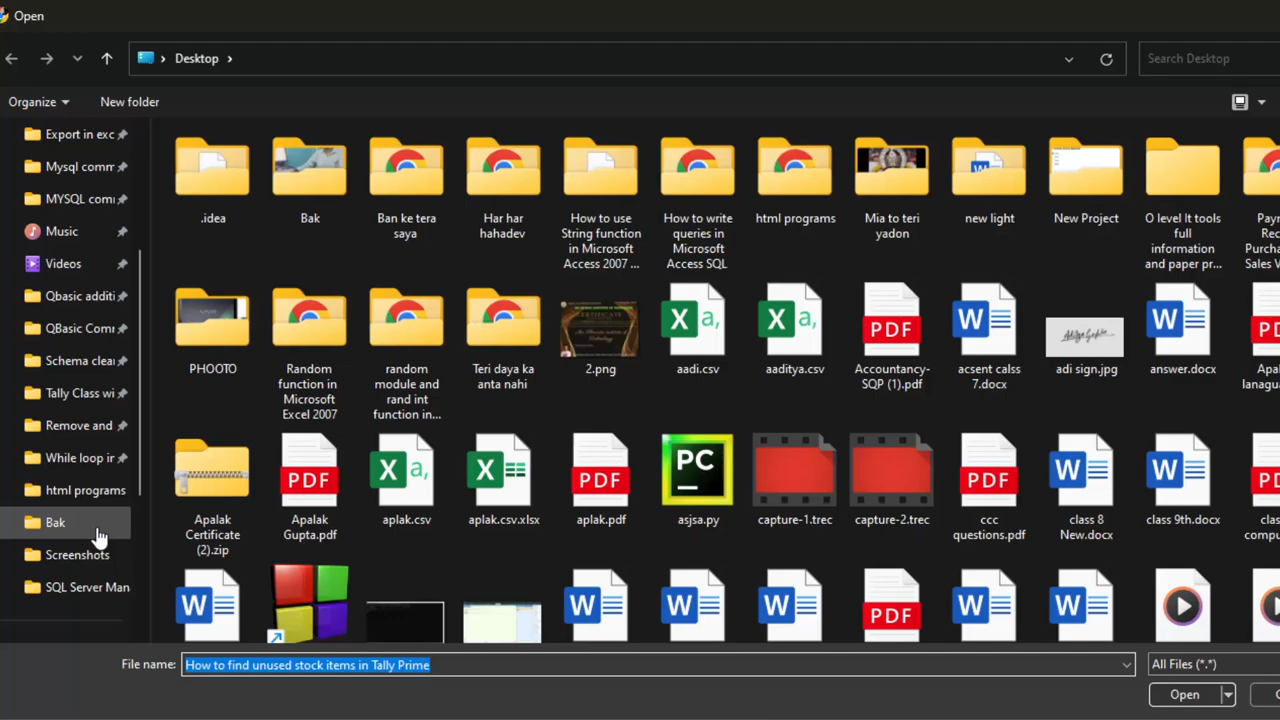 Open
Desktop
Search Desktop
Organize
New folder
Export in exc
Mysql comm
MYSQL com
Music
Videos
Qbasic additi
QBasic Com
Schema clea
Tally Class wi
Remove and
While loop ir
html programs
Bak
Screenshots
SQL Server Man
.idea
Bak
Ban ke tera
saya
Har har
hahadev
How to use
String function
in Microsoft
Access 2007 ...
How to write
queries in
Microsoft
Access SQL
html programs
Mia to teri
yadon
new light
New Project
O level It tools
full
information
and paper pr...
Payr
Rec
Purcha
Sales V
PHOOTO
Random
function in
Microsoft
Excel 2007
random
module and
rand int
function in...
Teri daya ka
anta nahi
2.png
aadi.csv
aaditya.csv
Accountancy-
SQP (1).pdf
acsent calss
7.docx
adi sign.jpg
answer.docx
Apal
lanagua
Apalak
Certificate
(2).zip
Apalak
Gupta.pdf
aplak.csv
aplak.csv.xlsx
aplak.pdf
asjsa.py
capture-1.trec
capture-2.trec
ccc
questions.pdf
class 8
New.docx
class 9th.docx
cla
compu
File name:
How to find unused stock items in Tally Prime
All Files (*.*)
Open